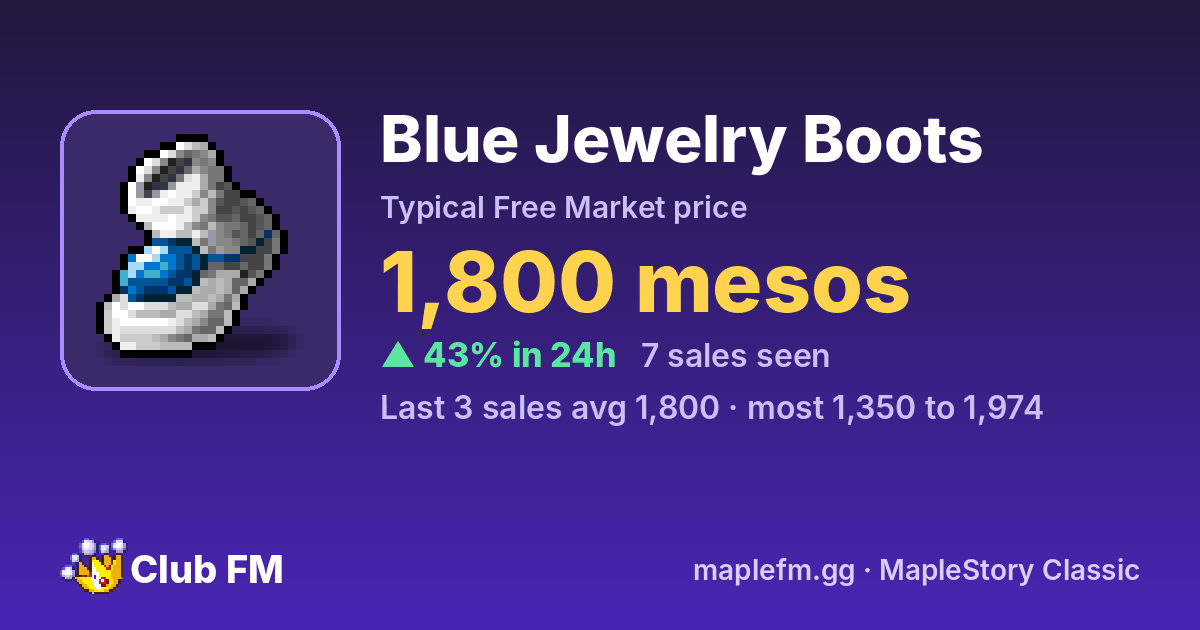 Blue Jewelry Boots
Typical Free Market price
1,800 mesos
▲ 43% in 24h 7 sales seen
Last 3 sales avg 1,800 · most 1,350 to 1,974
Club FM
maplefm.gg · MapleStory Classic